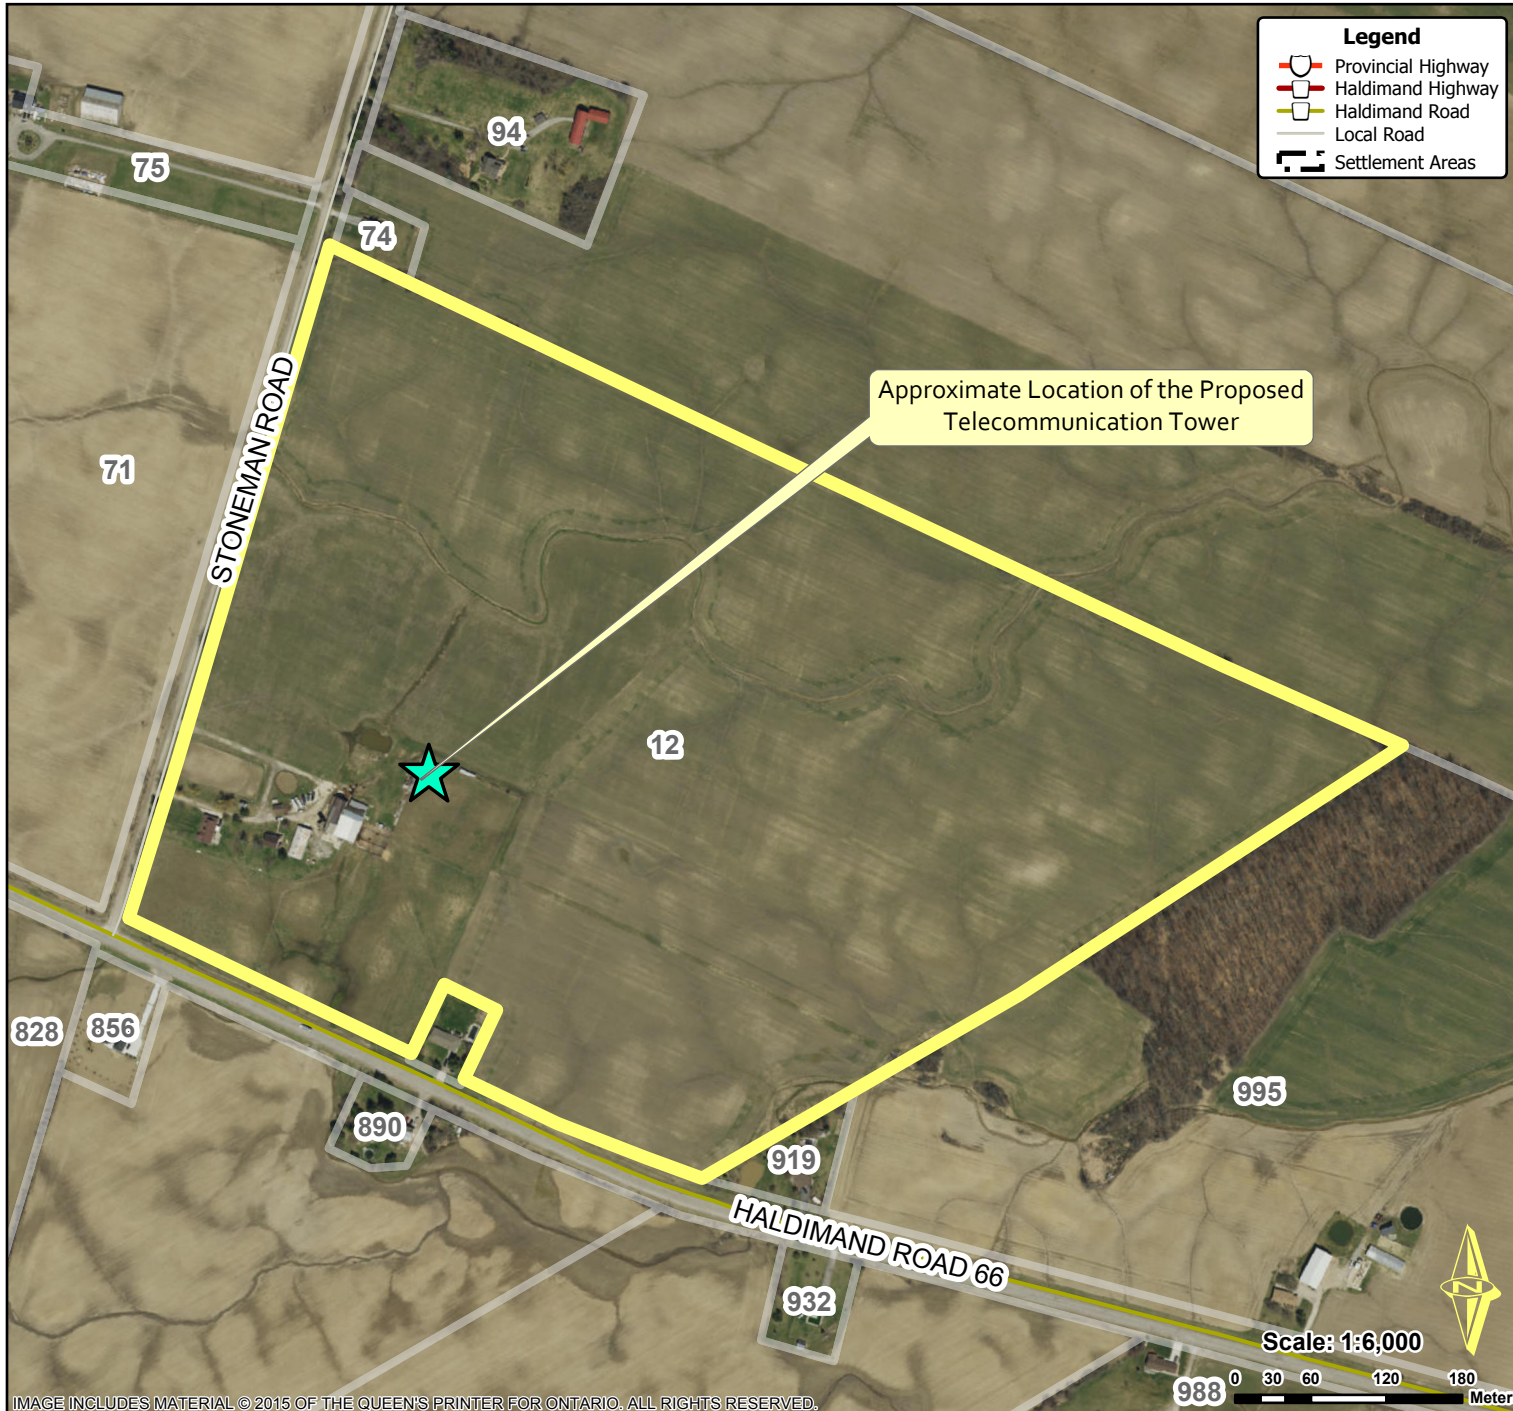 Legend
Provincial Highway
Haldimand Highway
Haldimand Road
Local Road
Settlement Areas
94
75
74
Approximate Location of the Proposed
Telecommunication Tower
STONEMAN ROAD
71
12
828
856
890
919
995
HALDIMAND ROAD 66
932
N
Scale: 1:6,000
988
0 30 60 120 180
Meter
IMAGE INCLUDES MATERIAL © 2015 OF THE QUEEN'S PRINTER FOR ONTARIO. ALL RIGHTS RESERVED.